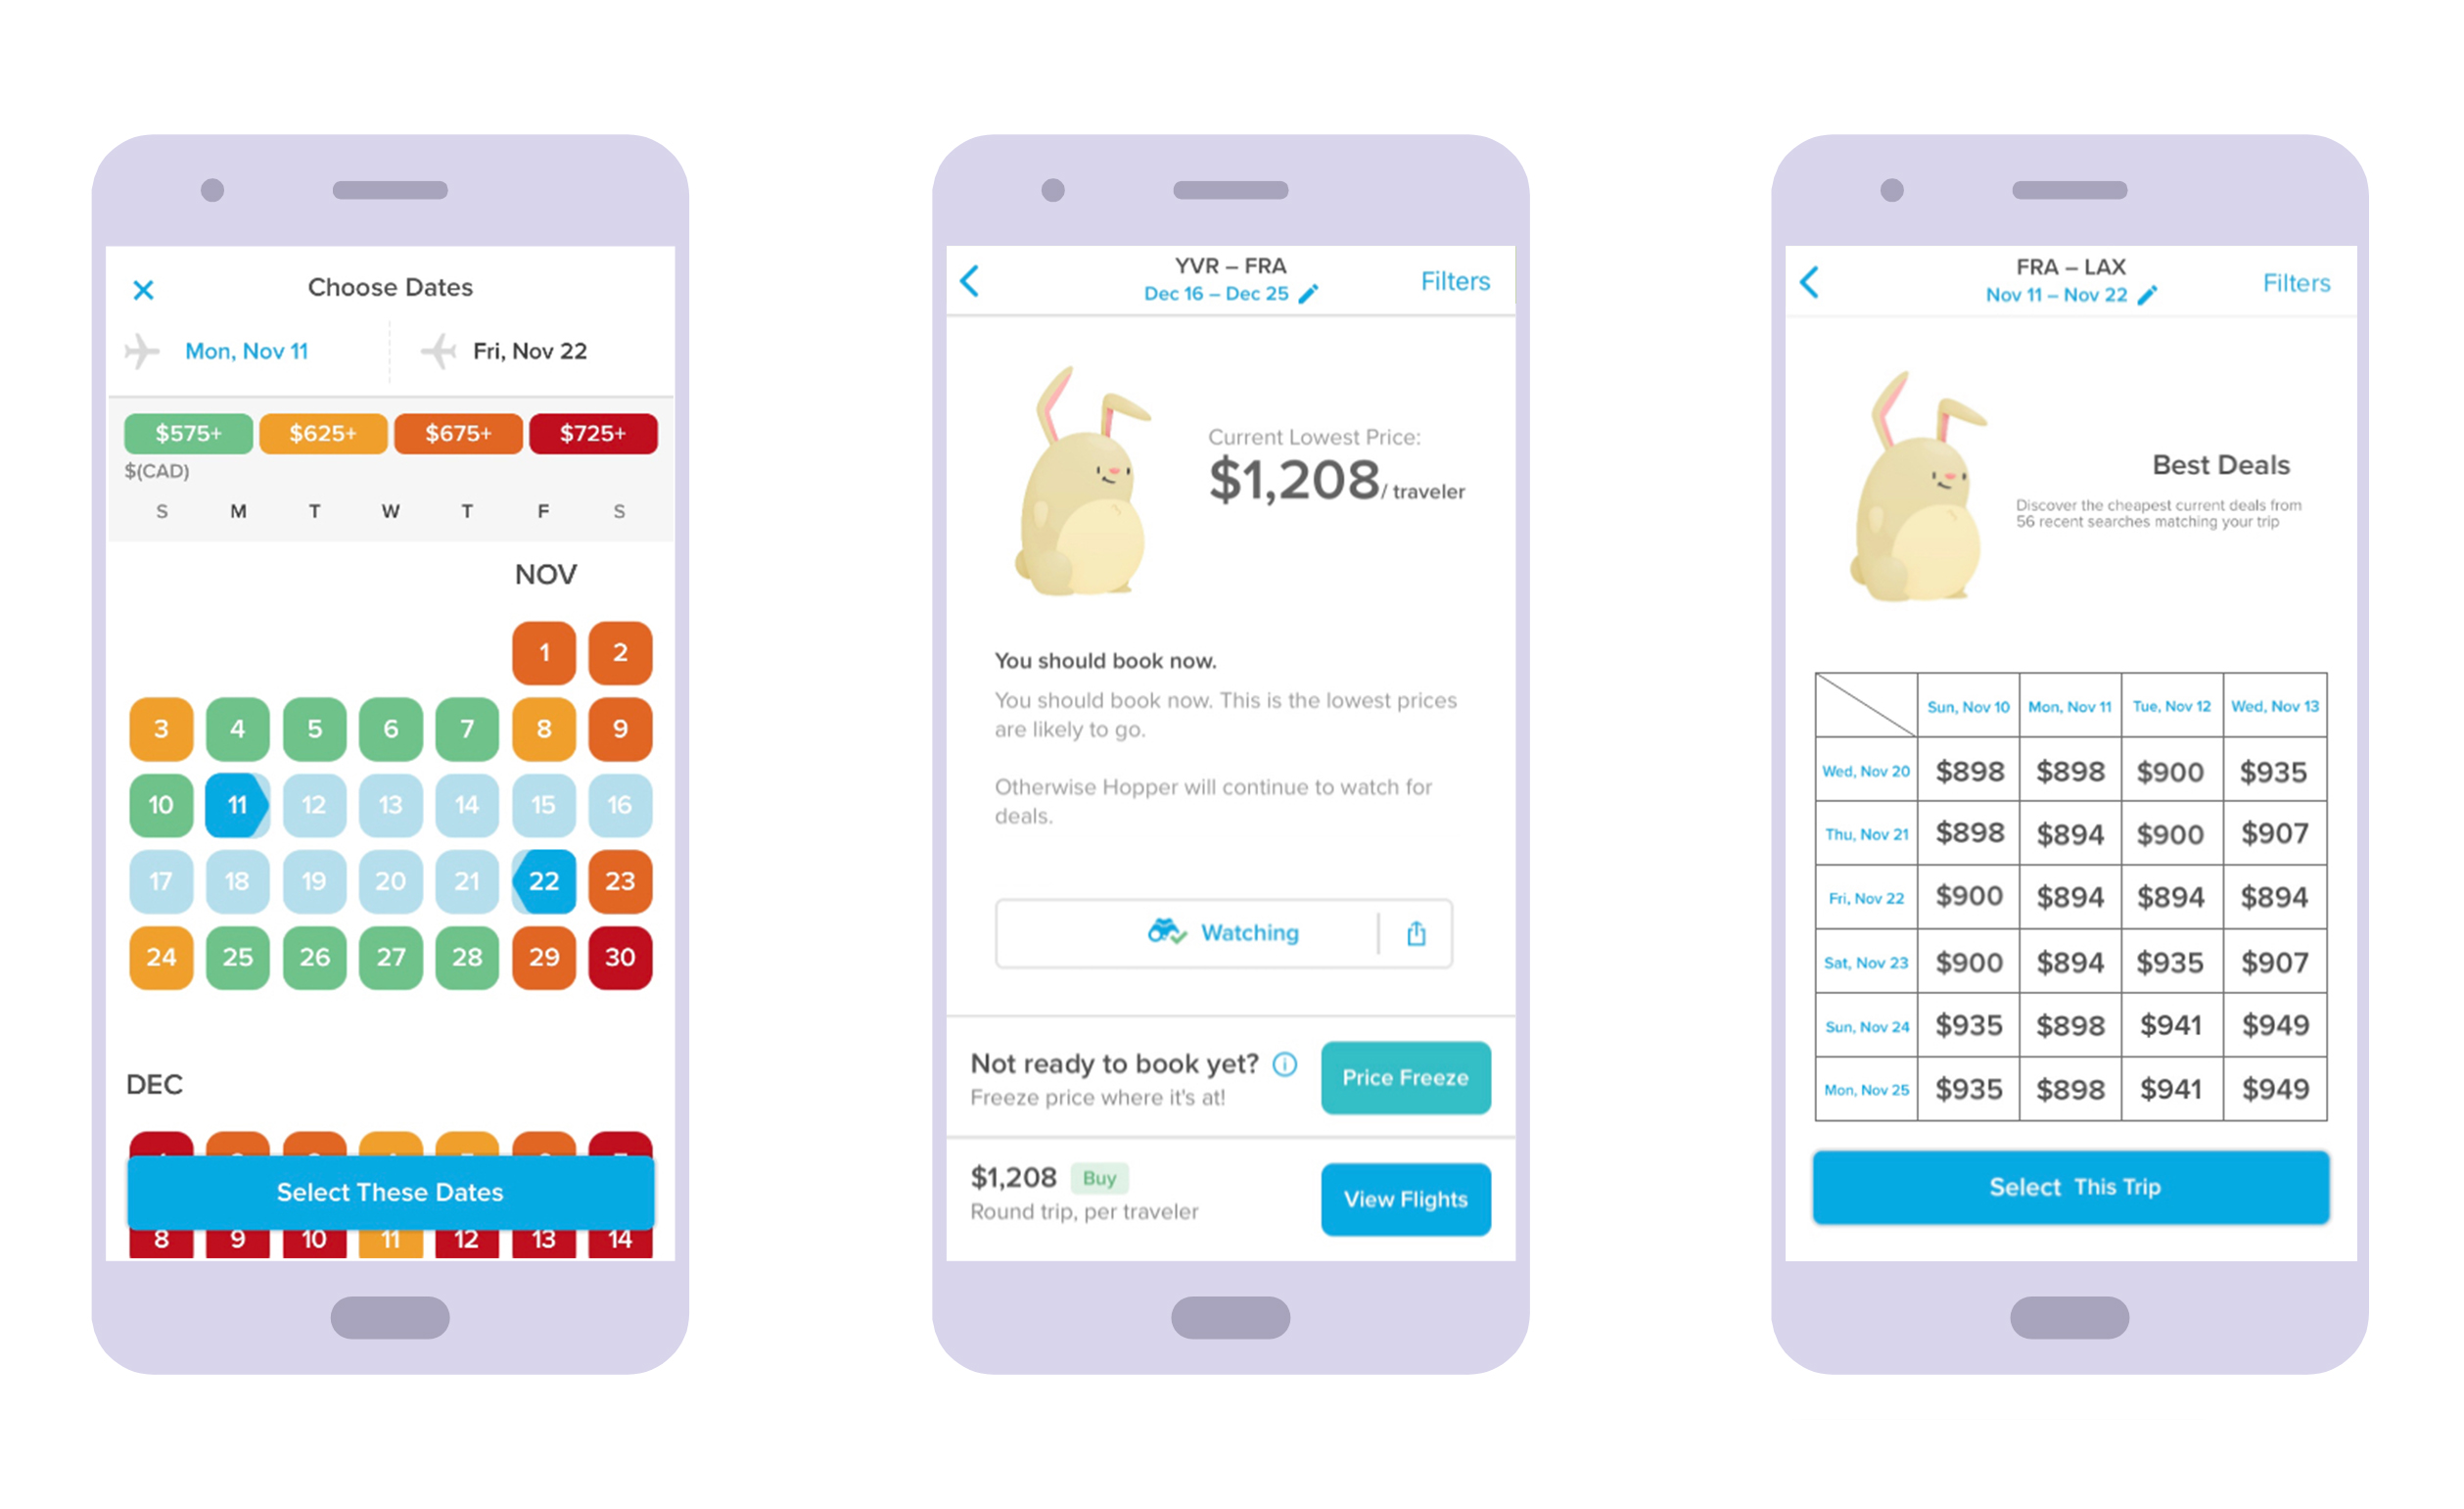 Choose Dates
Mon, Nov 11
Fri, Nov 22
$575+ $625+ $675+ $725+
$(CAD)
S M T W T F S
NOV
1 2
3 4 5 6 7 8 9
10 11 12 13 14 15 16
17 18 19 20 21 22 23
24 25 26 27 28 29 30
DEC
Select These Dates
8 9 10 11 12 13 14
YVR – FRA
Dec 16 – Dec 25
Filters
Current Lowest Price:
$1,208/ traveler
You should book now.
You should book now. This is the lowest prices
are likely to go.
Otherwise Hopper will continue to watch for
deals.
Watching
Not ready to book yet?
Freeze price where it's at!
Price Freeze
$1,208 Buy
Round trip, per traveler
View Flights
FRA – LAX
Nov 11 – Nov 22
Filters
Best Deals
Discover the cheapest current deals from
56 recent searches matching your trip
Sun, Nov 10 Mon, Nov 11 Tue, Nov 12 Wed, Nov 13
Wed, Nov 20 $898 $898 $900 $935
Thu, Nov 21 $898 $894 $900 $907
Fri, Nov 22 $900 $894 $894 $894
Sat, Nov 23 $900 $894 $935 $907
Sun, Nov 24 $935 $898 $941 $949
Mon, Nov 25 $935 $898 $941 $949
Select This Trip